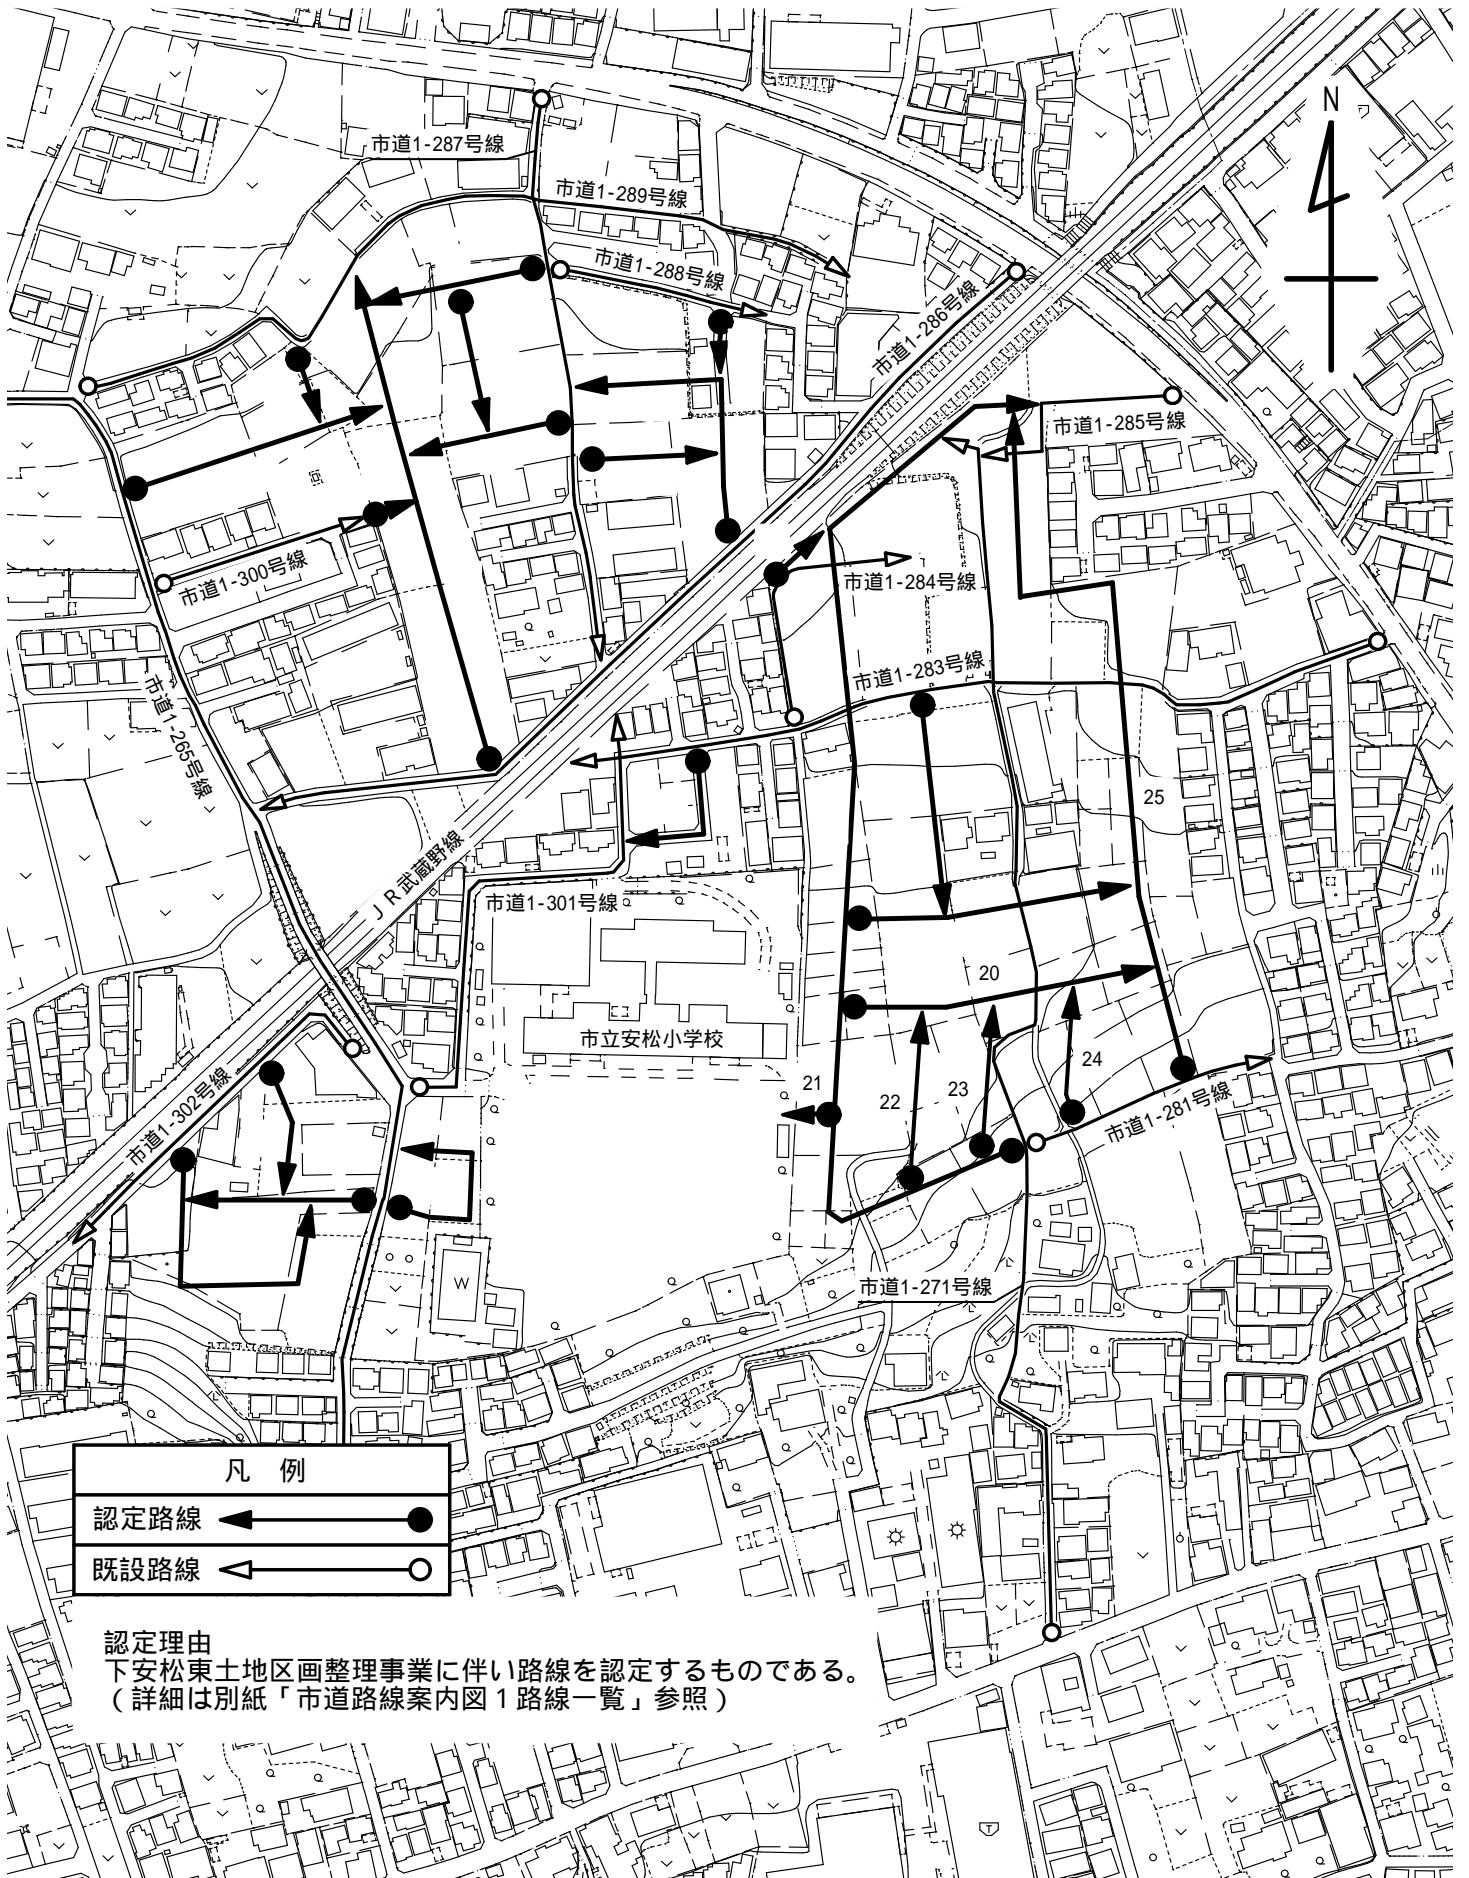 N
市道1-287号線
市道1-289号線
市道1-288号線
市道1-286号線
市道1-285号線
市道1-300号線
市道1-284号線
市道1-283号線
市道1-265号線
25
JR武蔵野線
市道1-301号線
20
市立安松小学校
21
22
23
24
市道1-302号線
市道1-281号線
W
市道1-271号線
凡 例
認定路線
既設路線
認定理由
下安松東土地区画整理事業に伴い路線を認定するものである。
(詳細は別紙「市道路線案内図1路線一覧」参照)
T